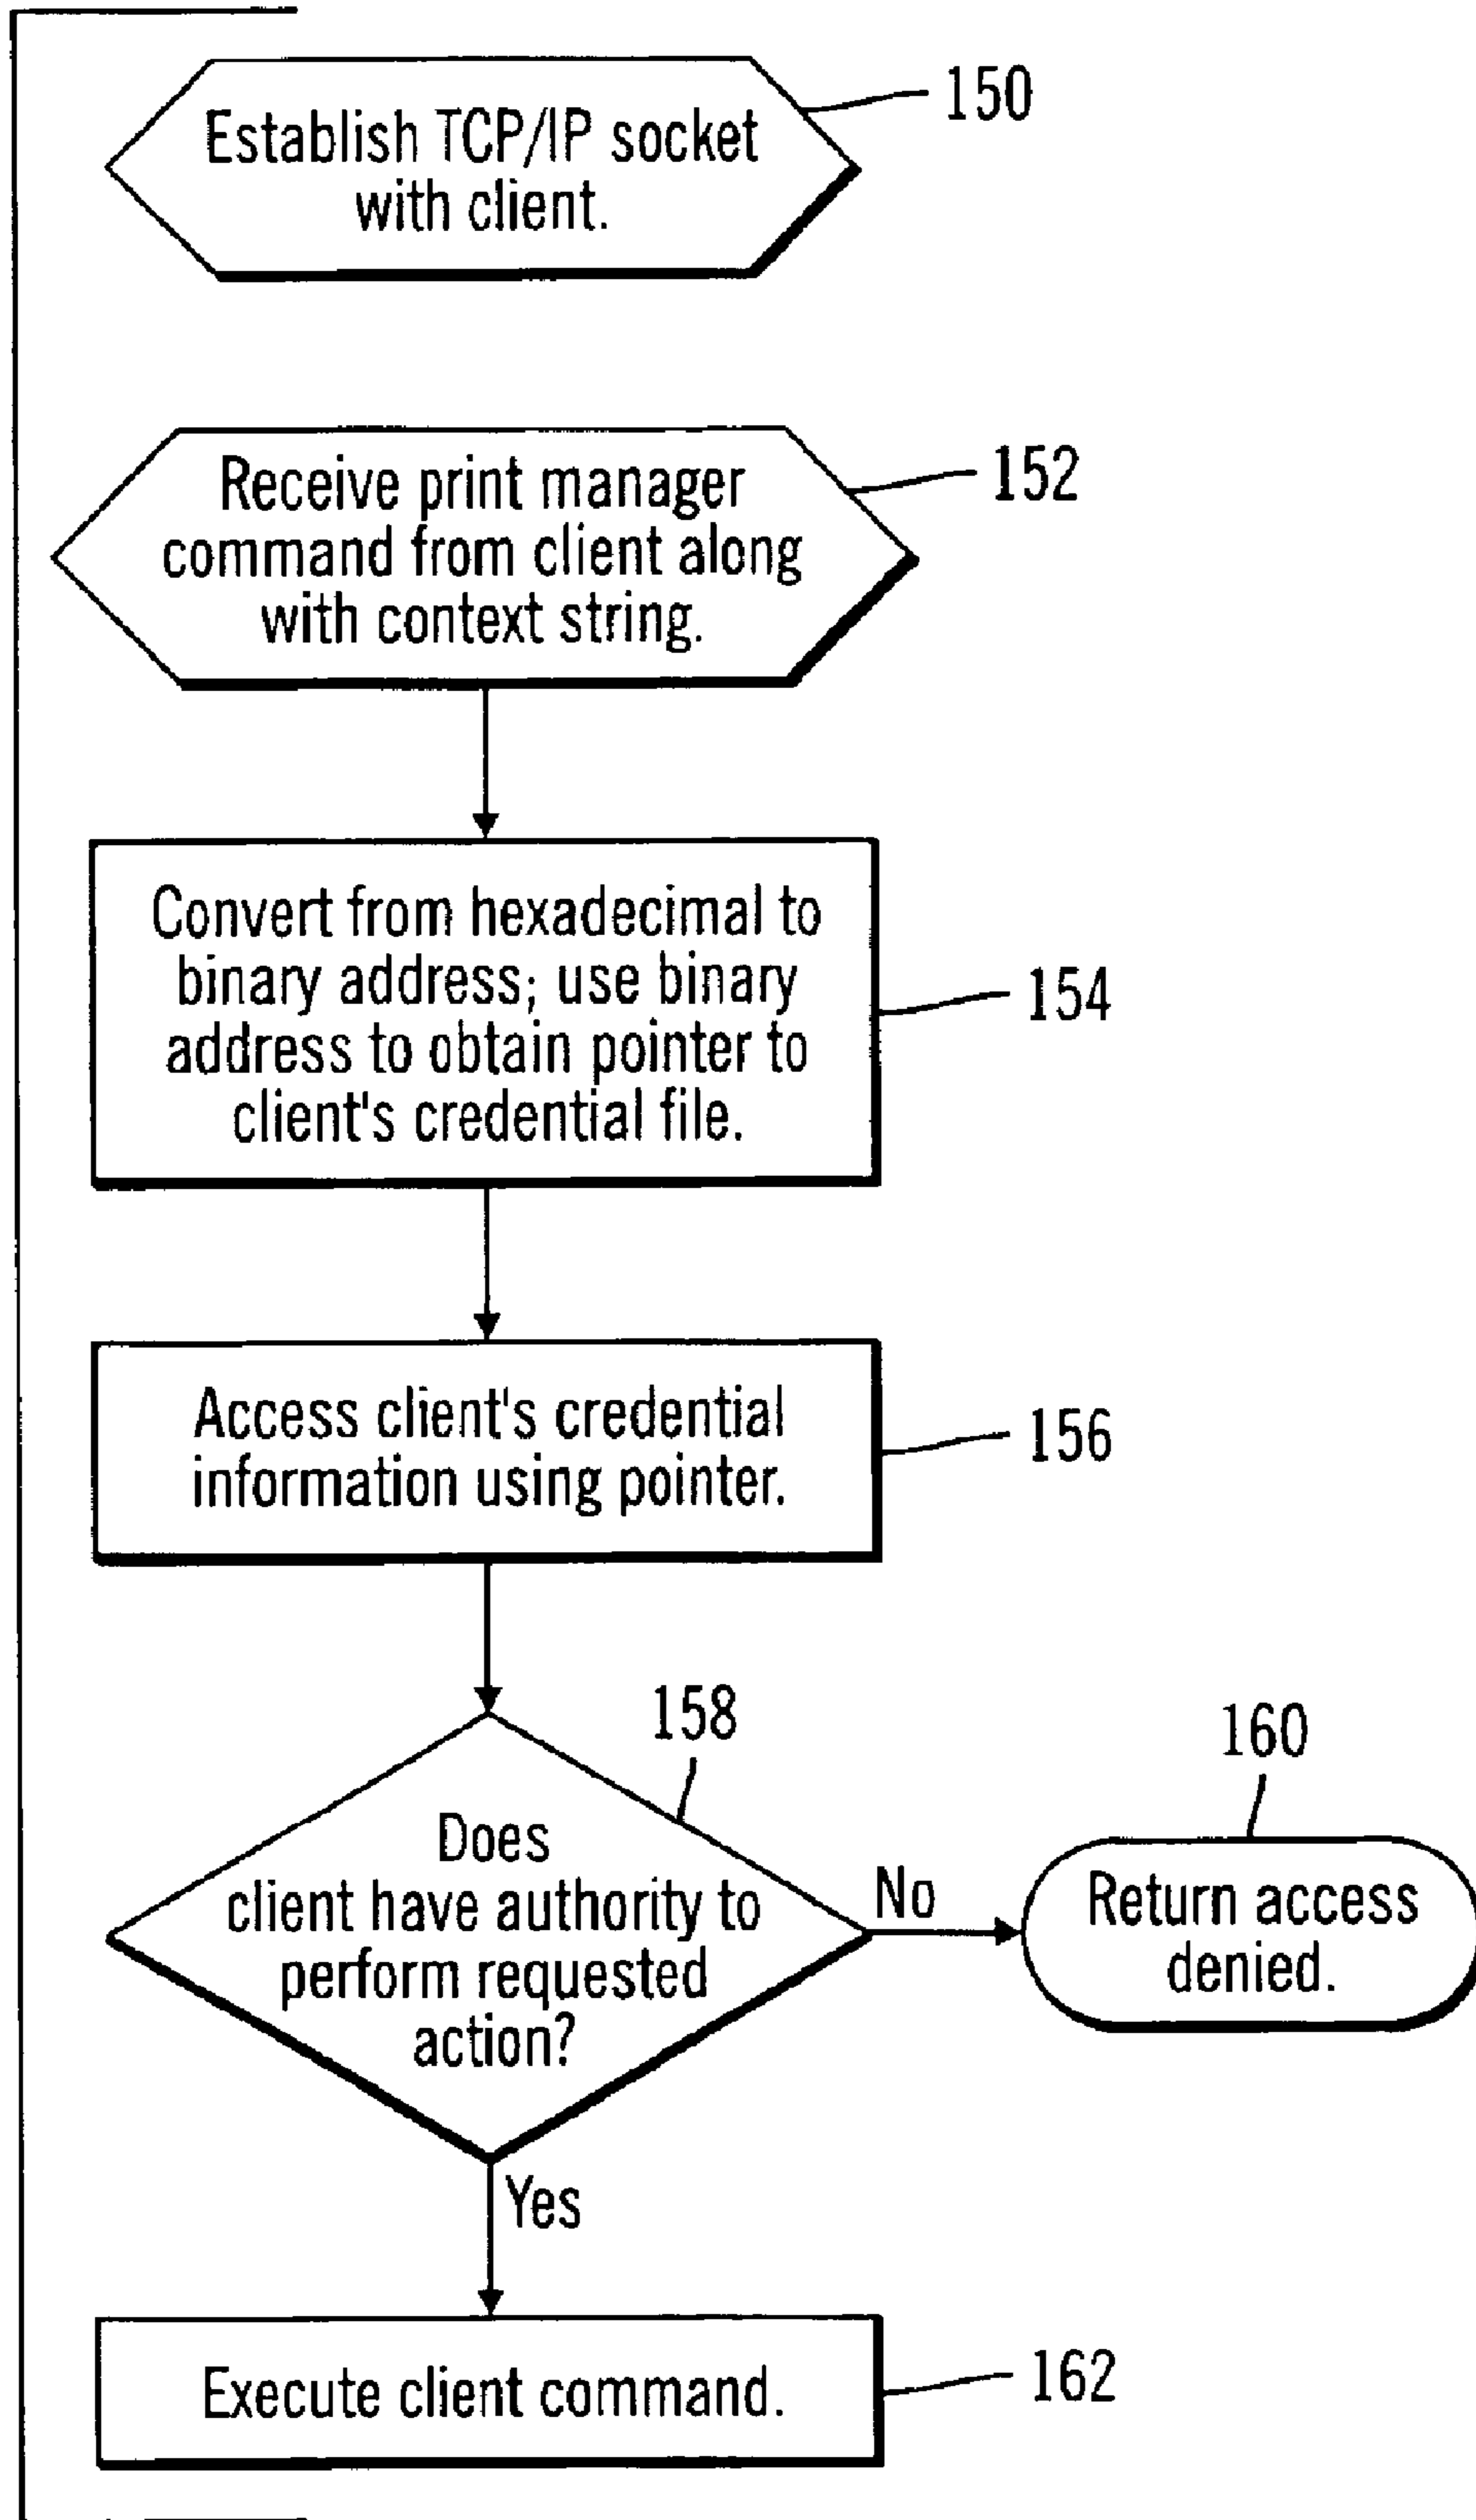 150
Establish TCP/IP socket
with client.
152
Receive print manager
command from client along
with context string.
Convert from hexadecimal to
binary address; use binary
address to obtain pointer to
client's credential file.
154
Access client's credential
information using pointer.
156
158
160
Does
client have authority to
perform requested
action?
No
Return access
denied.
Yes
Execute client command.
162